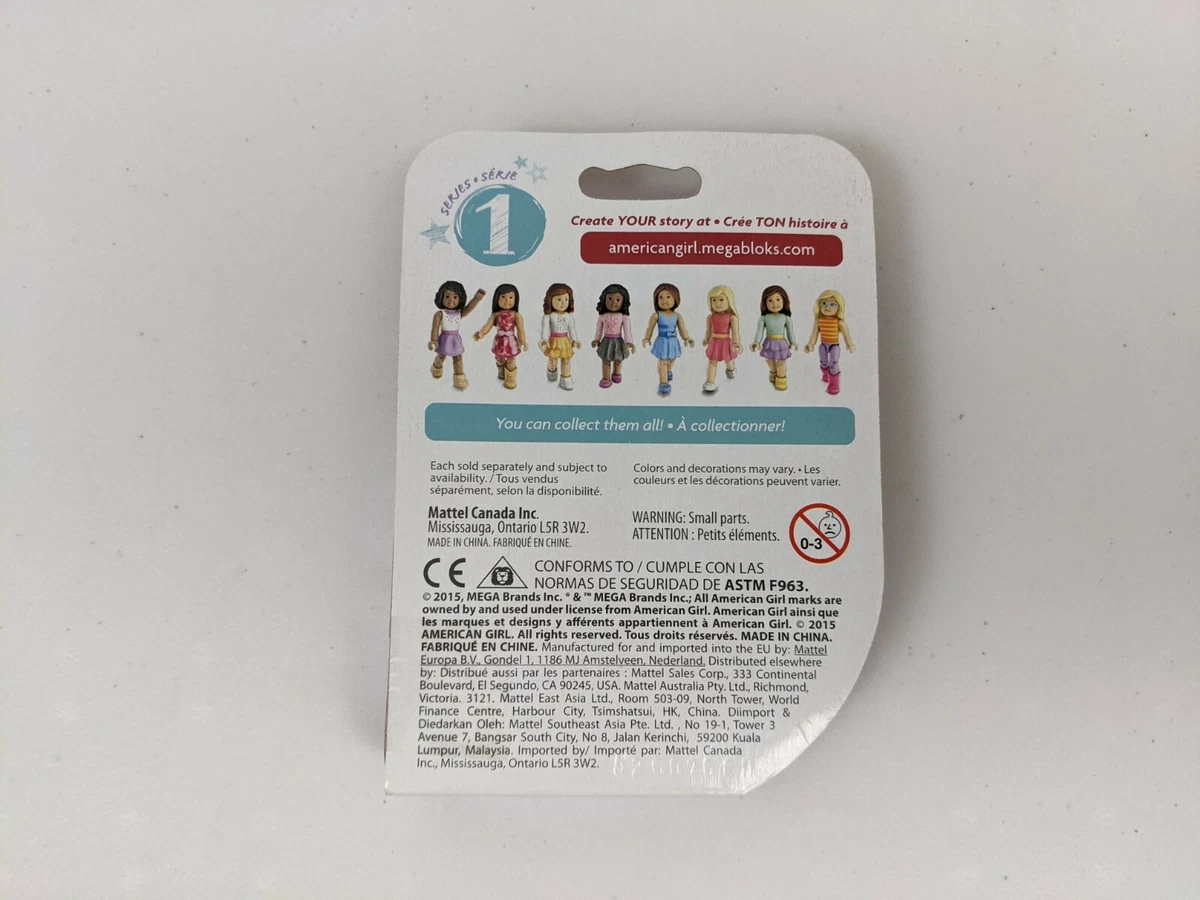 SERIES • SÉRIE
1
Create YOUR story at • Crée TON histoire à
americangirl.megabloks.com
You can collect them all! • À collectionner!
Each sold separately and subject to
availability. / Tous vendus
séparément, selon la disponibilité.
Colors and decorations may vary. • Les
couleurs et les décorations peuvent varier.
Mattel Canada Inc.
Mississauga, Ontario L5R 3W2.
MADE IN CHINA. FABRIQUÉ EN CHINE.
WARNING: Small parts.
ATTENTION : Petits éléments.
0-3
CE
CONFORMS TO / CUMPLE CON LAS
NORMAS DE SEGURIDAD DE ASTM F963.
© 2015, MEGA Brands Inc. ® & ™ MEGA Brands Inc.; All American Girl marks are
owned by and used under license from American Girl. American Girl ainsi que
les marques et designs y afférents appartiennent à American Girl. © 2015
AMERICAN GIRL. All rights reserved. Tous droits réservés. MADE IN CHINA.
FABRIQUÉ EN CHINE. Manufactured for and imported into the EU by: Mattel
Europa B.V., Gondel 1, 1186 MJ Amstelveen, Nederland. Distributed elsewhere
by: Distribué aussi par les partenaires : Mattel Sales Corp., 333 Continental
Boulevard, El Segundo, CA 90245, USA. Mattel Australia Pty. Ltd., Richmond,
Victoria. 3121. Mattel East Asia Ltd., Room 503-09, North Tower, World
Finance Centre, Harbour City, Tsimshatsui, HK, China. Diimport &
Diedarkan Oleh: Mattel Southeast Asia Pte. Ltd. , No 19-1, Tower 3
Avenue 7, Bangsar South City, No 8, Jalan Kerinchi, 59200 Kuala
Lumpur, Malaysia. Imported by/ Importé par: Mattel Canada
Inc., Mississauga, Ontario L5R 3W2.